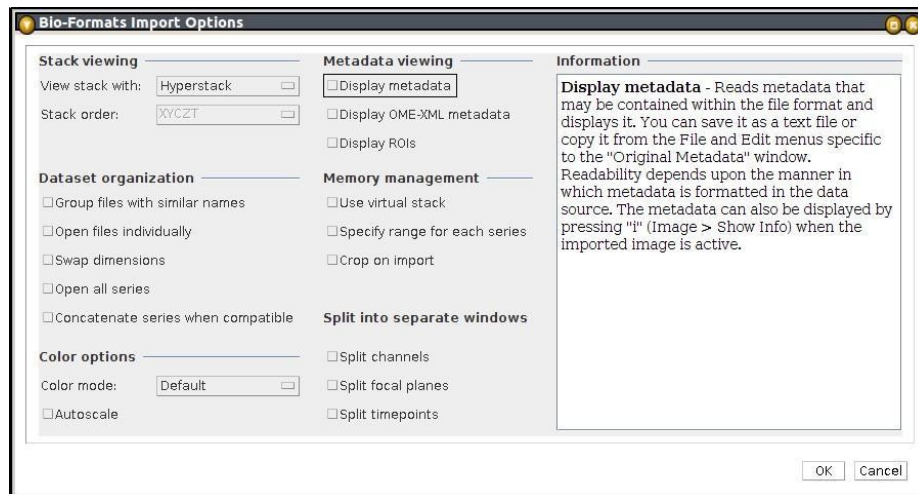 Bio-Formats Import Options
Stack viewing
View stack with: Hyperstack
Stack order: XYCZT
Dataset organization
Group files with similar names
Open files individually
Swap dimensions
Open all series
Concatenate series when compatible
Color options
Color mode: Default
Autoscale
Metadata viewing
Display metadata
Display OME-XML metadata
Display ROIs
Memory management
Use virtual stack
Specify range for each series
Crop on import
Split into separate windows
Split channels
Split focal planes
Split timepoints
Information
Display metadata - Reads metadata that
may be contained within the file format and
displays it. You can save it as a text file or
copy it from the File and Edit menus specific
to the "Original Metadata" window.
Readability depends upon the manner in
which metadata is formatted in the data
source. The metadata can also be displayed by
pressing "i" (Image > Show Info) when the
imported image is active.
OK Cancel